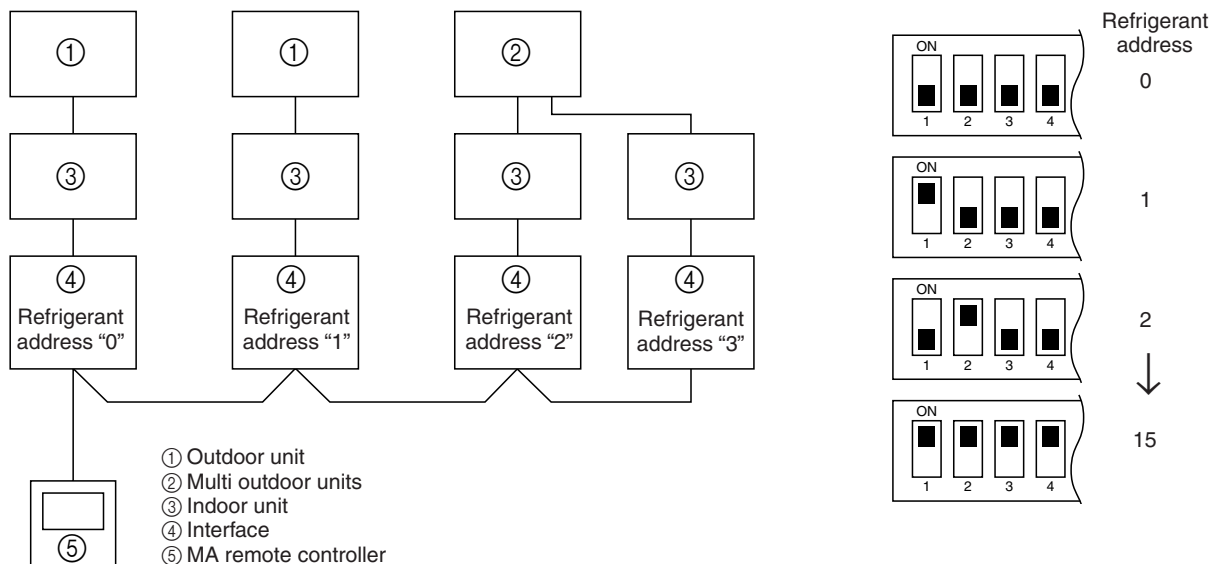 ① ① ②
③ ③ ③ ③
④ ④ ④ ④
Refrigerant address “0”
Refrigerant address “1”
Refrigerant address “2”
Refrigerant address “3”
⑤
① Outdoor unit
② Multi outdoor units
③ Indoor unit
④ Interface
⑤ MA remote controller
Refrigerant
address
ON
1 2 3 4
0
ON
1 2 3 4
1
ON
1 2 3 4
2
ON
1 2 3 4
15